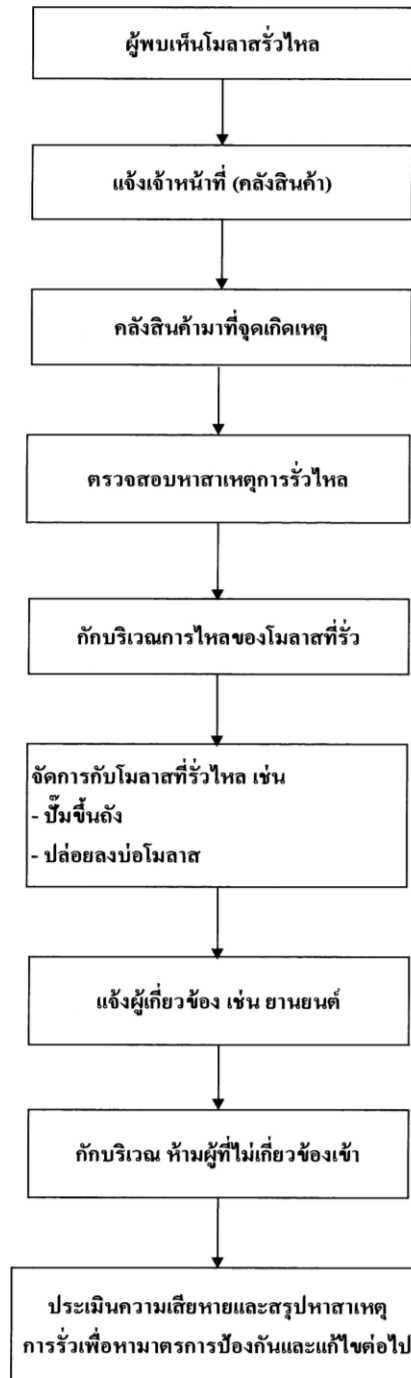 ผู้พบเห็นโมลาสรั่วไหล
แจ้งเจ้าหน้าที่ (คลังสินค้า)
คลังสินค้ามาที่จุดเกิดเหตุ
ตรวจสอบหาสาเหตุการรั่วไหล
กักบริเวณการไหลของโมลาสที่รั่ว
จัดการกับโมลาสที่รั่วไหล เช่น
- ปั๊มขึ้นถัง
- ปล่อยลงบ่อโมลาส
แจ้งผู้เกี่ยวข้อง เช่น ยานยนต์
กักบริเวณ ห้ามผู้ที่ไม่เกี่ยวข้องเข้า
ประเมินความเสียหายและสรุปหาสาเหตุ
การรั่วเพื่อหามาตรการป้องกันและแก้ไขต่อไป